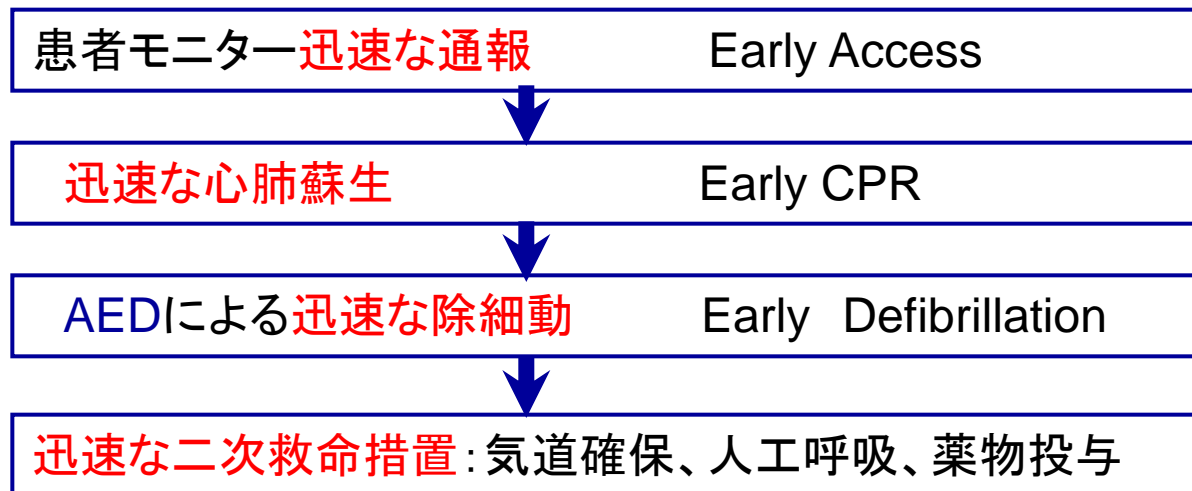 患者モニター迅速な通報 Early Access
迅速な心肺蘇生 Early CPR
AEDによる迅速な除細動 Early Defibrillation
迅速な二次救命措置：気道確保、人工呼吸、薬物投与